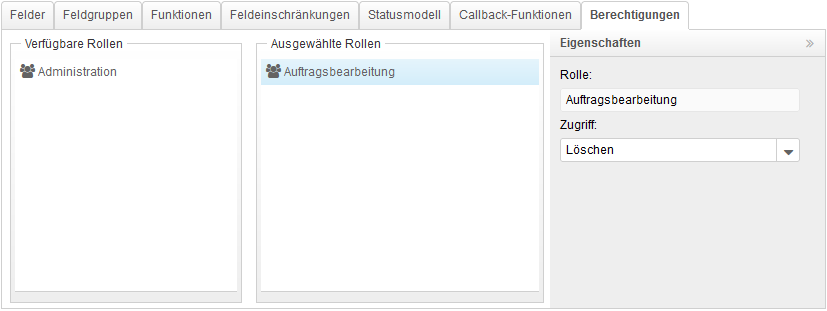 Felder Feldgruppen Funktionen Feldeinschränkungen Statusmodell Callback-Funktionen Berechtigungen
Verfügbare Rollen
Administration
Ausgewählte Rollen
Auftragsbearbeitung
Eigenschaften »
Rolle:
Auftragsbearbeitung
Zugriff:
Löschen